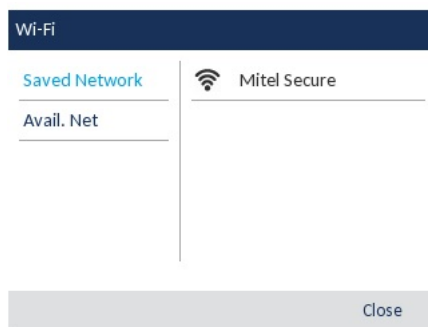 Wi-Fi
Saved Network
Mitel Secure
Avail. Net
Close